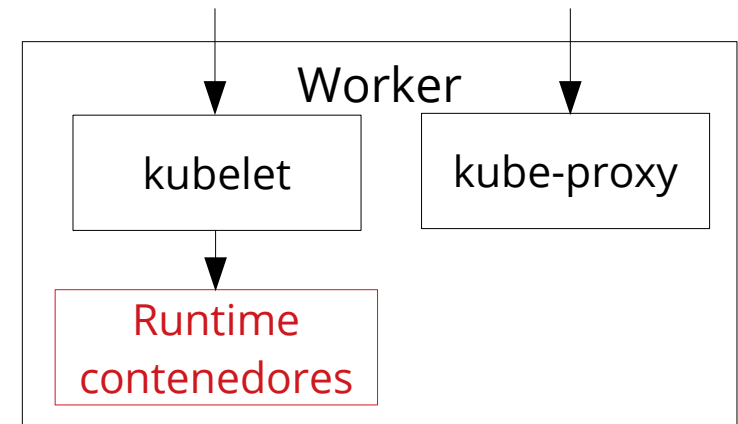 Worker
kubelet
kube-proxy
Runtime
contenedores